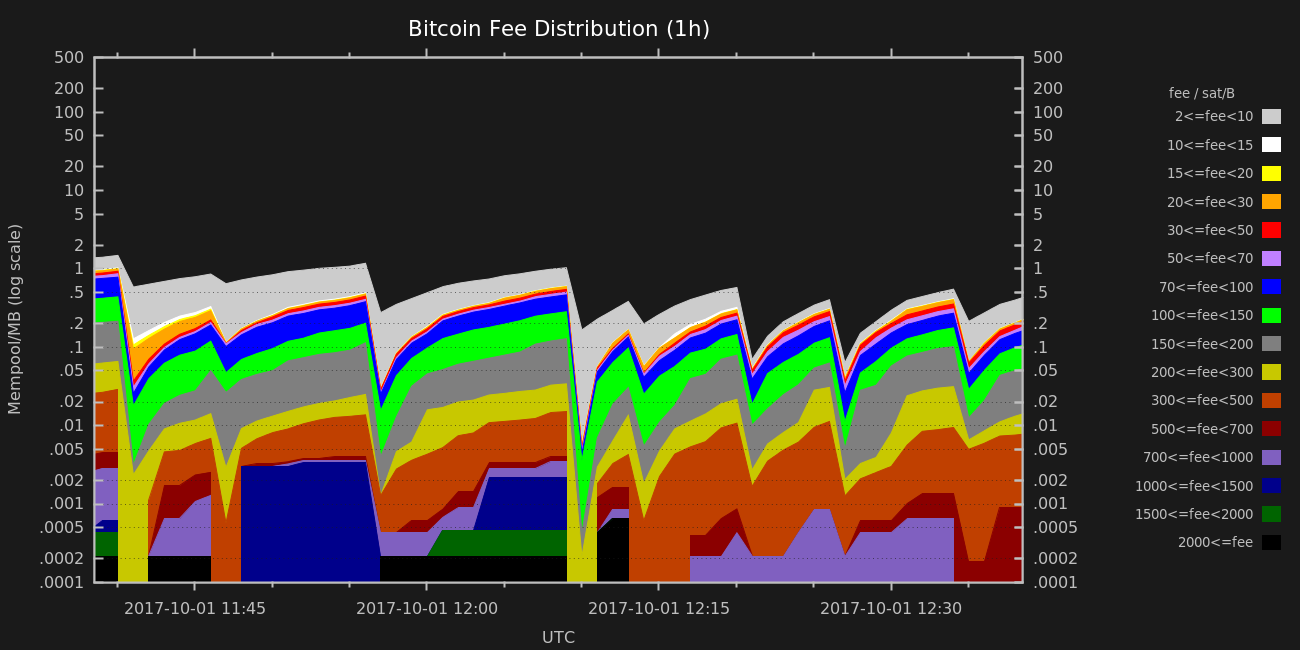 Bitcoin Fee Distribution (1h)
Mempool/MB (log scale)
500
200
100
50
20
10
5
2
1
.5
.2
.1
.05
.02
.01
.005
.002
.001
.0005
.0002
.0001
500
200
100
50
20
10
5
2
1
.5
.2
.1
.05
.02
.01
.005
.002
.001
.0005
.0002
.0001
2017-10-01 11:45
2017-10-01 12:00
2017-10-01 12:15
2017-10-01 12:30
UTC
fee / sat/B
2<=fee<10
10<=fee<15
15<=fee<20
20<=fee<30
30<=fee<50
50<=fee<70
70<=fee<100
100<=fee<150
150<=fee<200
200<=fee<300
300<=fee<500
500<=fee<700
700<=fee<1000
1000<=fee<1500
1500<=fee<2000
2000<=fee